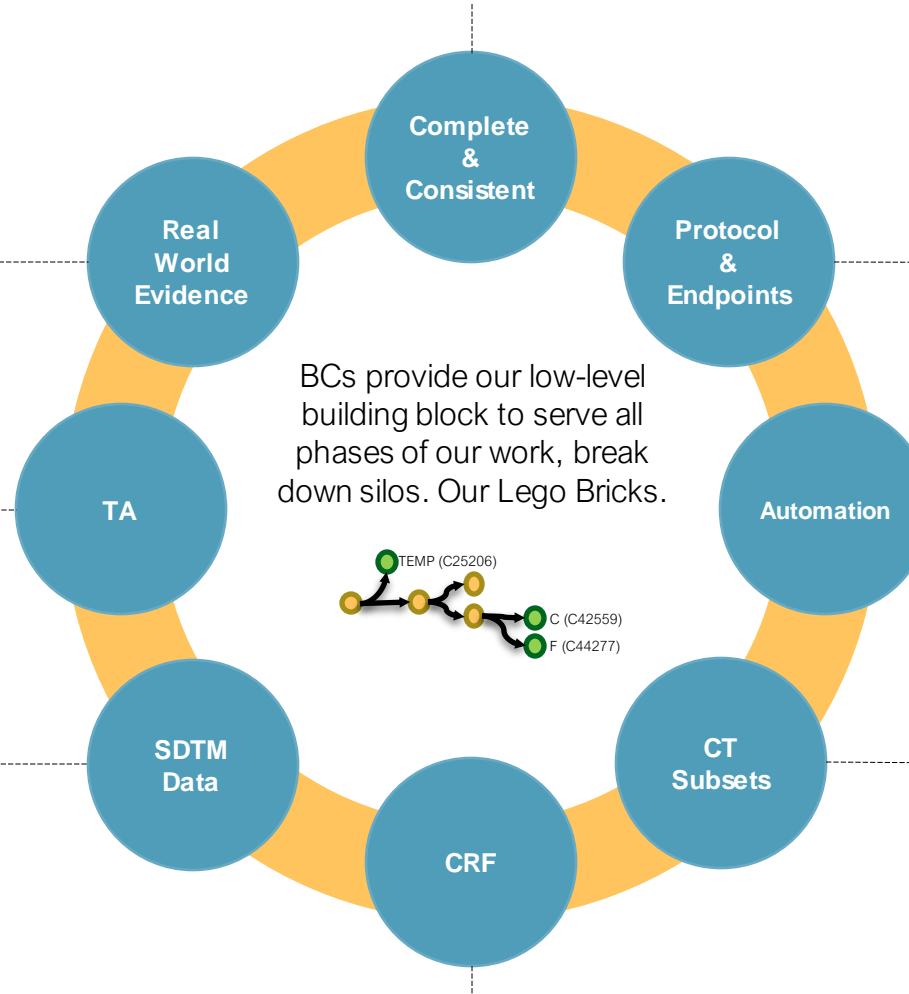 Complete
&
Consistent
Protocol
&
Endpoints
Automation
CT
Subsets
CRF
SDTM
Data
TA
Real
World
Evidence
BCs provide our low-level
building block to serve all
phases of our work, break
down silos. Our Lego Bricks.
TEMP (C25206)
C (C42559)
F (C44277)